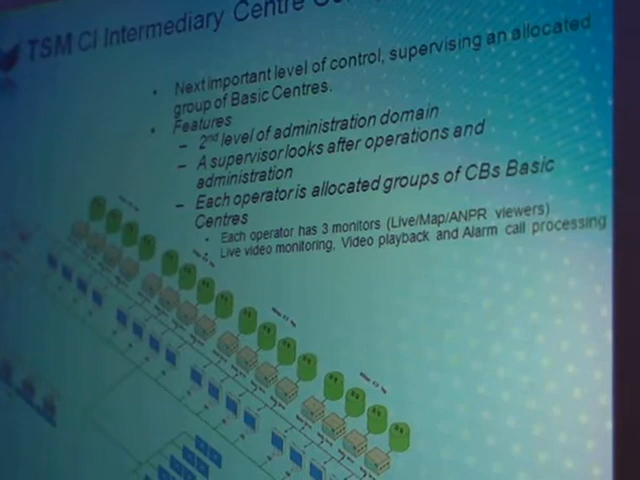 TSM CI Intermediary Centre
Next important level of control, supervising an allocated
group of Basic Centres.
Features
– 2nd level of administration domain
– A supervisor looks after operations and
administration
– Each operator is allocated groups of CBs Basic
Centres
• Each operator has 3 monitors (Live/Map/ANPR viewers)
• Live video monitoring, Video playback and Alarm call processing